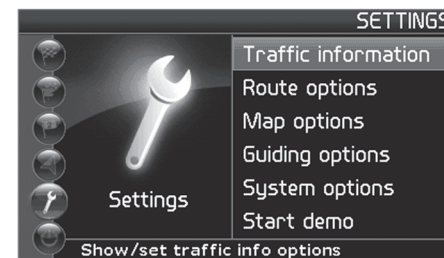 SETTINGS
Traffic information
Route options
Map options
Guiding options
System options
Start demo
Settings
Show/set traffic info options